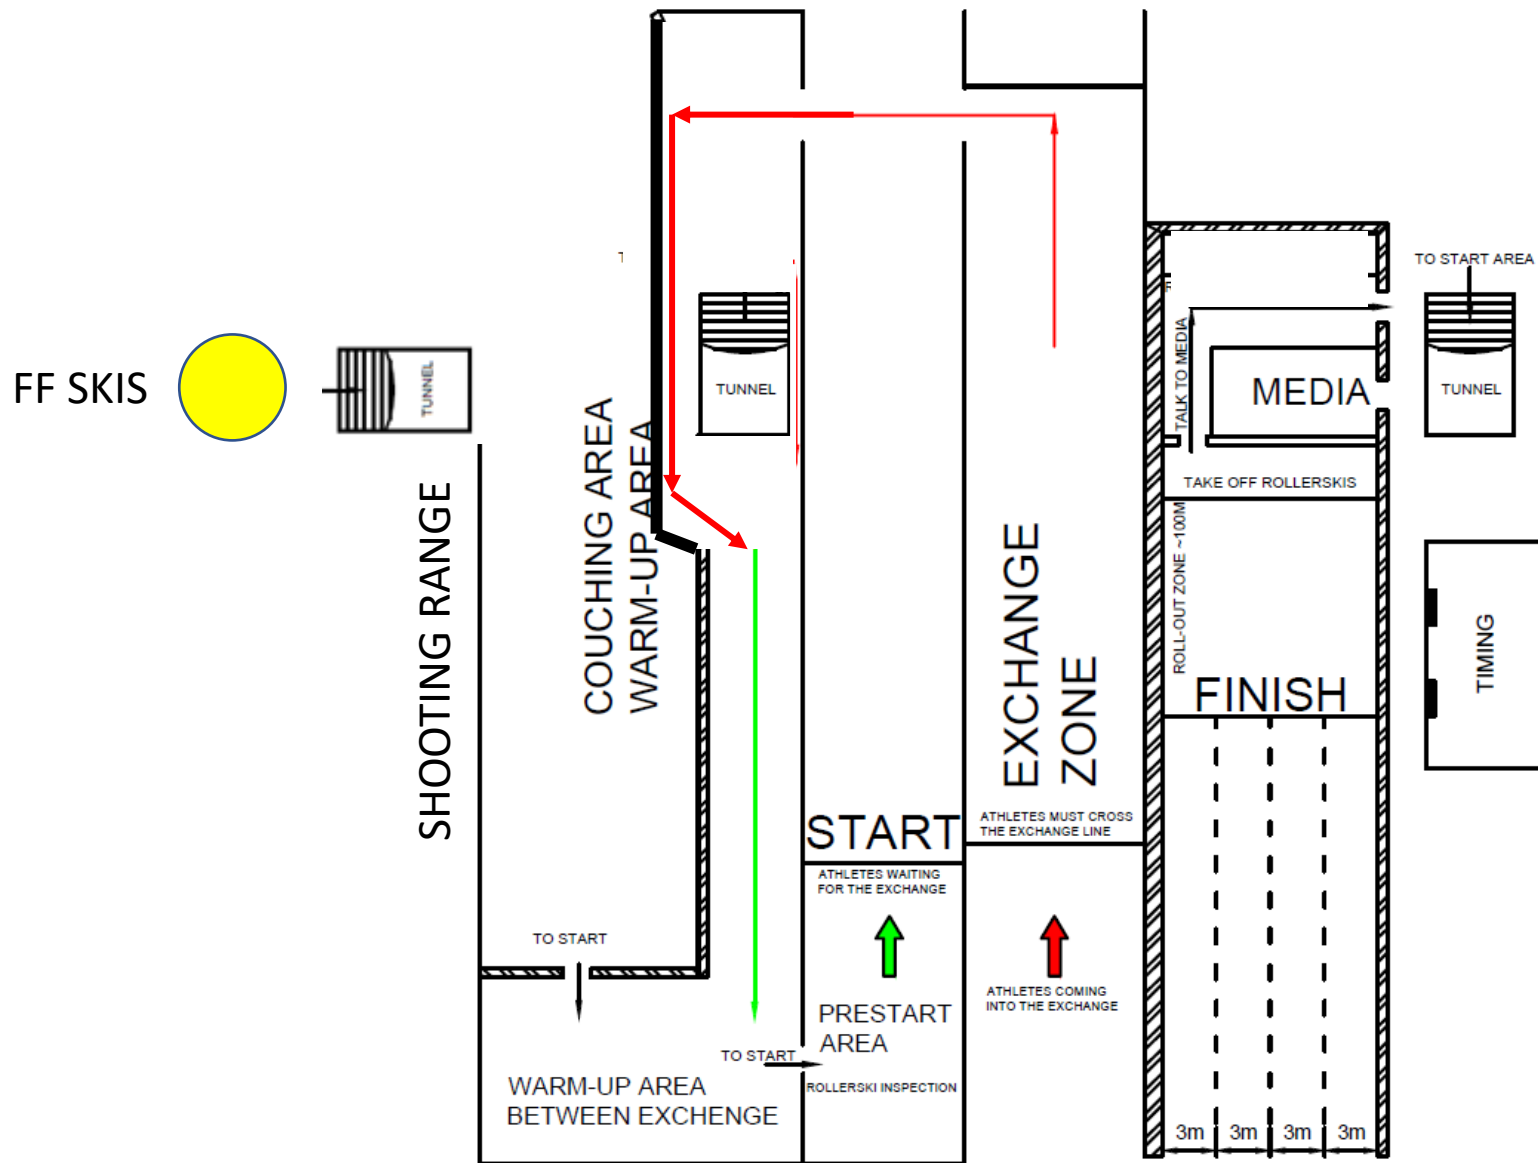 TO START AREA
FF SKIS
TUNNEL
TUNNEL
TALK TO MEDIA
MEDIA
TUNNEL
COUCHING AREA
WARM-UP AREA
SHOOTING RANGE
TAKE OFF ROLLERSKIS
ROLL-OUT ZONE ~100M
EXCHANGE
ZONE
TIMING
FINISH
START
ATHLETES MUST CROSS
THE EXCHANGE LINE
ATHLETES WAITING
FOR THE EXCHANGE
TO START
ATHLETES COMING
INTO THE EXCHANGE
PRESTART
AREA
TO START
ROLLERSKI INSPECTION
WARM-UP AREA
BETWEEN EXCHENGE
3m 3m 3m 3m